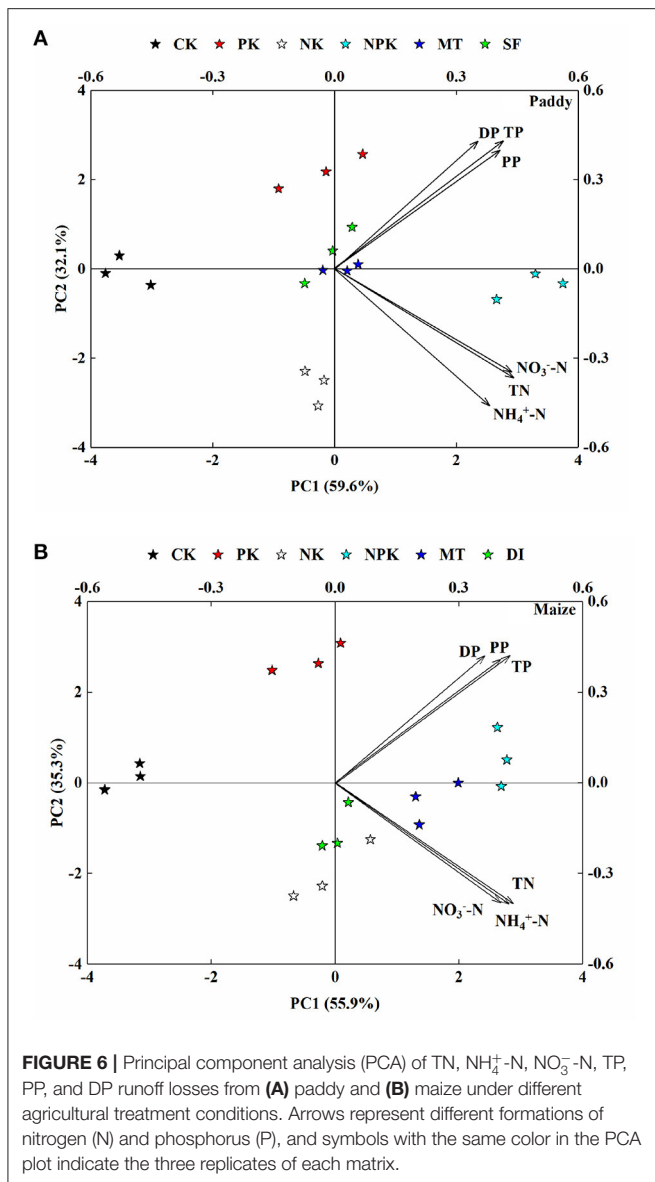 A
CK PK NK NPK MT SF
-0.6 -0.3 0.0 0.3 0.6
Paddy
4 0.6
DP TP
PP
2 0.3
0 0.0
PC2 (32.1%)
-2 -0.3
NO₃⁻-N
TN
NH₄⁺-N
-4 -0.6
-4 -2 0 2 4
PC1 (59.6%)
B
CK PK NK NPK MT DI
-0.6 -0.3 0.0 0.3 0.6
Maize
4 0.6
DP PP
TP
2 0.3
0 0.0
PC2 (35.3%)
-2 -0.3
TN
NO₃⁻-N
NH₄⁺-N
-4 -0.6
-4 -2 0 2 4
PC1 (55.9%)
FIGURE 6 | Principal component analysis (PCA) of TN, NH₄⁺-N, NO₃⁻-N, TP,
PP, and DP runoff losses from (A) paddy and (B) maize under different
agricultural treatment conditions. Arrows represent different formations of
nitrogen (N) and phosphorus (P), and symbols with the same color in the PCA
plot indicate the three replicates of each matrix.